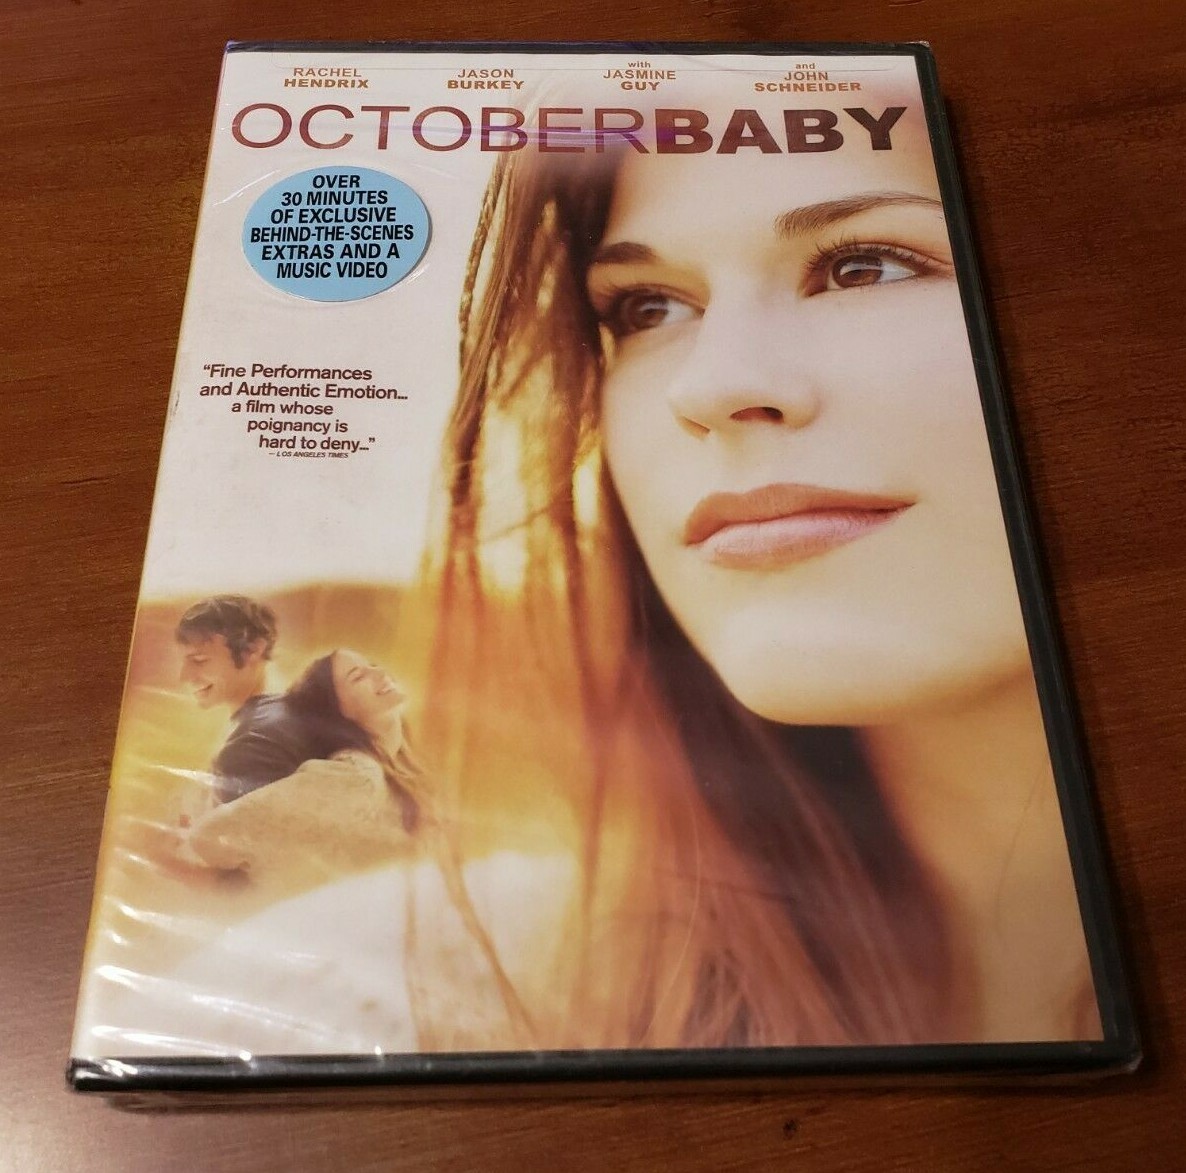 RACHEL
HENDRIX
JASON
BURKEY
with
JASMINE
GUY
and
JOHN
SCHNEIDER
OCTOBERBABY
OVER
30 MINUTES
OF EXCLUSIVE
BEHIND-THE-SCENES
EXTRAS AND A
MUSIC VIDEO
“Fine Performances
and Authentic Emotion...
a film whose
poignancy is
hard to deny...”
– LOS ANGELES TIMES